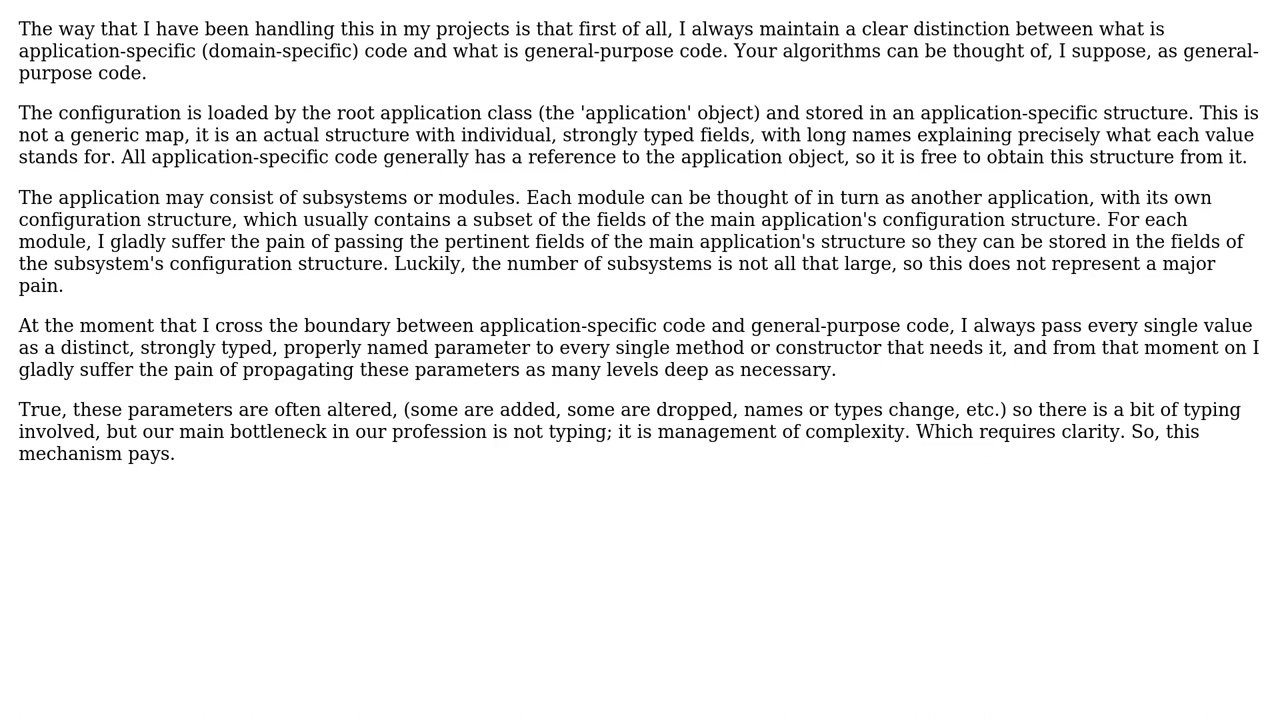 The way that I have been handling this in my projects is that first of all, I always maintain a clear distinction between what is
application-specific (domain-specific) code and what is general-purpose code. Your algorithms can be thought of, I suppose, as general-
purpose code.
The configuration is loaded by the root application class (the 'application' object) and stored in an application-specific structure. This is
not a generic map, it is an actual structure with individual, strongly typed fields, with long names explaining precisely what each value
stands for. All application-specific code generally has a reference to the application object, so it is free to obtain this structure from it.
The application may consist of subsystems or modules. Each module can be thought of in turn as another application, with its own
configuration structure, which usually contains a subset of the fields of the main application's configuration structure. For each
module, I gladly suffer the pain of passing the pertinent fields of the main application's structure so they can be stored in the fields of
the subsystem's configuration structure. Luckily, the number of subsystems is not all that large, so this does not represent a major
pain.
At the moment that I cross the boundary between application-specific code and general-purpose code, I always pass every single value
as a distinct, strongly typed, properly named parameter to every single method or constructor that needs it, and from that moment on I
gladly suffer the pain of propagating these parameters as many levels deep as necessary.
True, these parameters are often altered, (some are added, some are dropped, names or types change, etc.) so there is a bit of typing
involved, but our main bottleneck in our profession is not typing; it is management of complexity. Which requires clarity. So, this
mechanism pays.